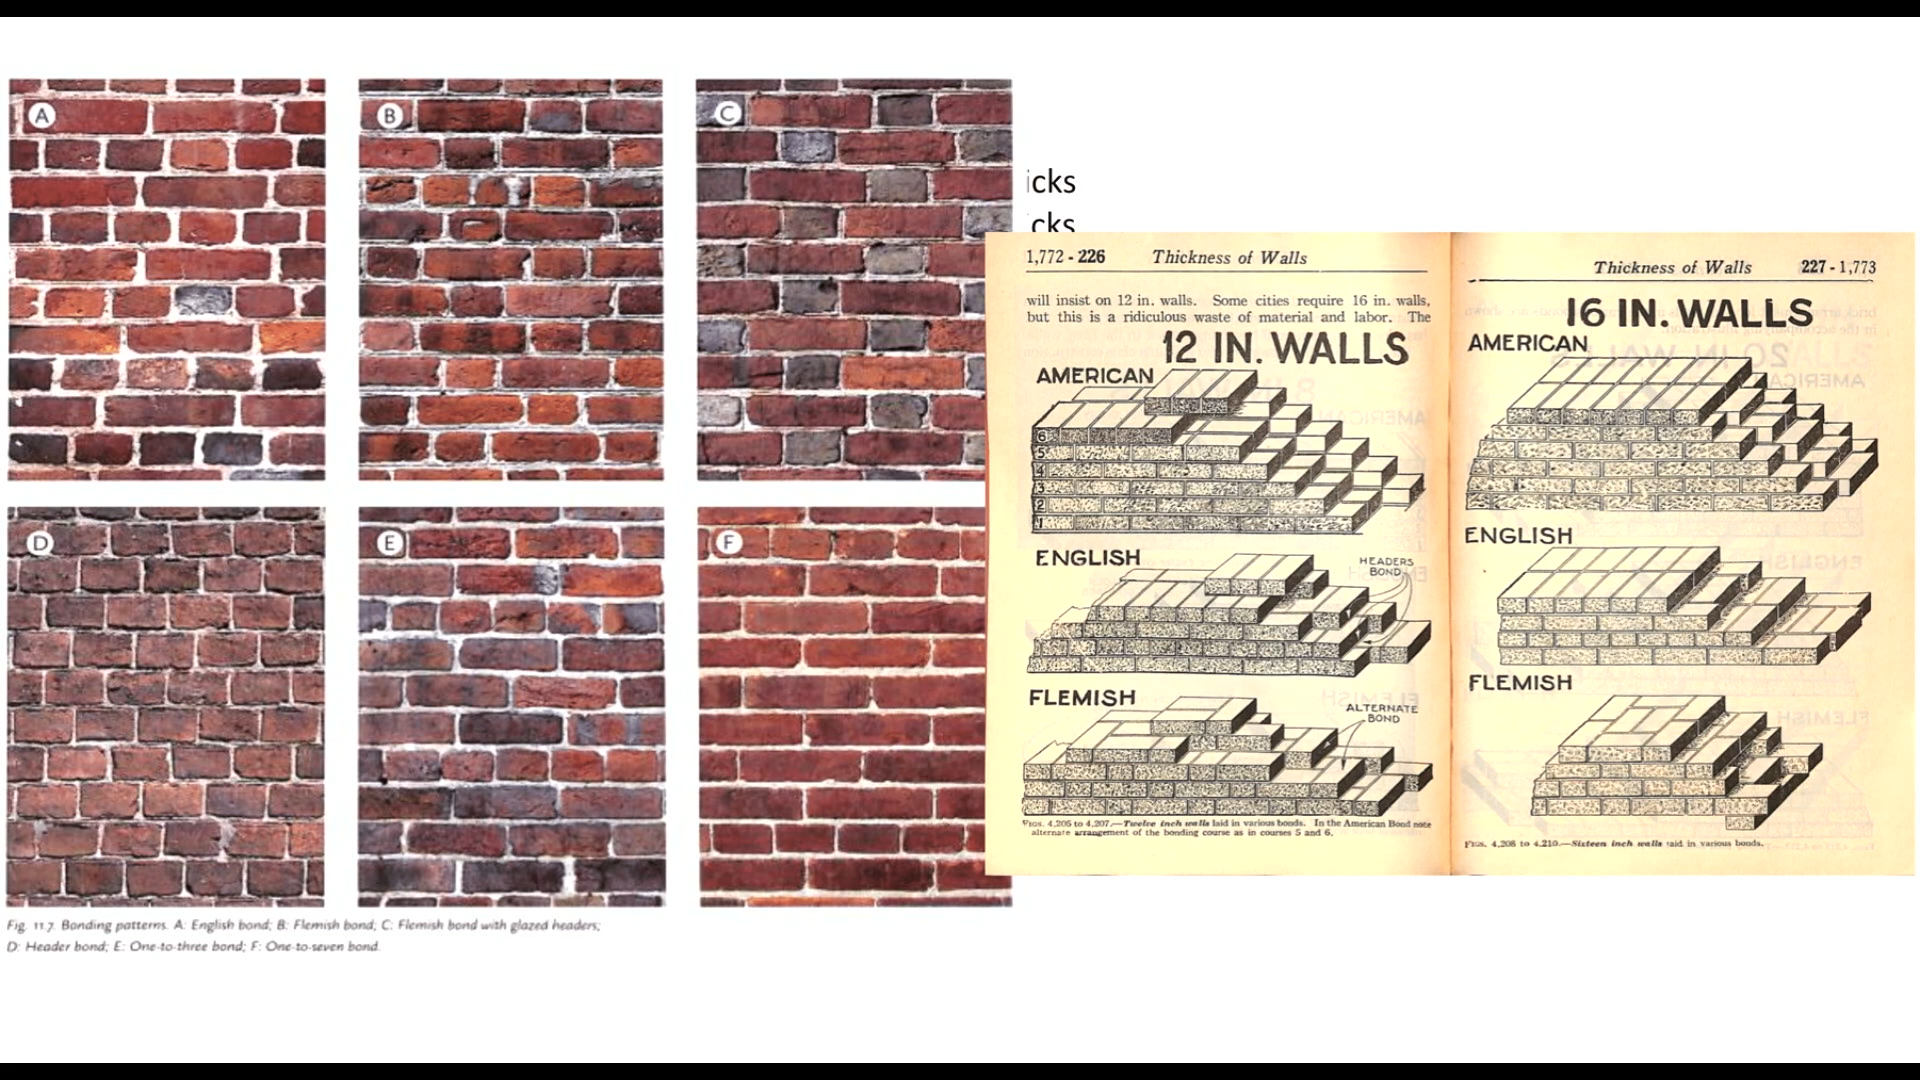 A
B
C
D
E
F
Fig. 11.7. Bonding patterns. A: English bond; B: Flemish bond; C: Flemish bond with glazed headers;
D: Header bond; E: One-to-three bond; F: One-to-seven bond.
icks
icks
1,772 - 226 Thickness of Walls
will insist on 12 in. walls. Some cities require 16 in. walls,
but this is a ridiculous waste of material and labor. The
12 IN. WALLS
AMERICAN
6
5
4
3
2
1
ENGLISH
HEADERS
BOND
FLEMISH
ALTERNATE
BOND
FIGS. 4,205 to 4,207.—Twelve inch walls laid in various bonds. In the American Bond note
alternate arrangement of the bonding course as in courses 5 and 6.
Thickness of Walls 227 - 1,773
16 IN. WALLS
AMERICAN
ENGLISH
FLEMISH
FIGS. 4,208 to 4,210.—Sixteen inch walls laid in various bonds.